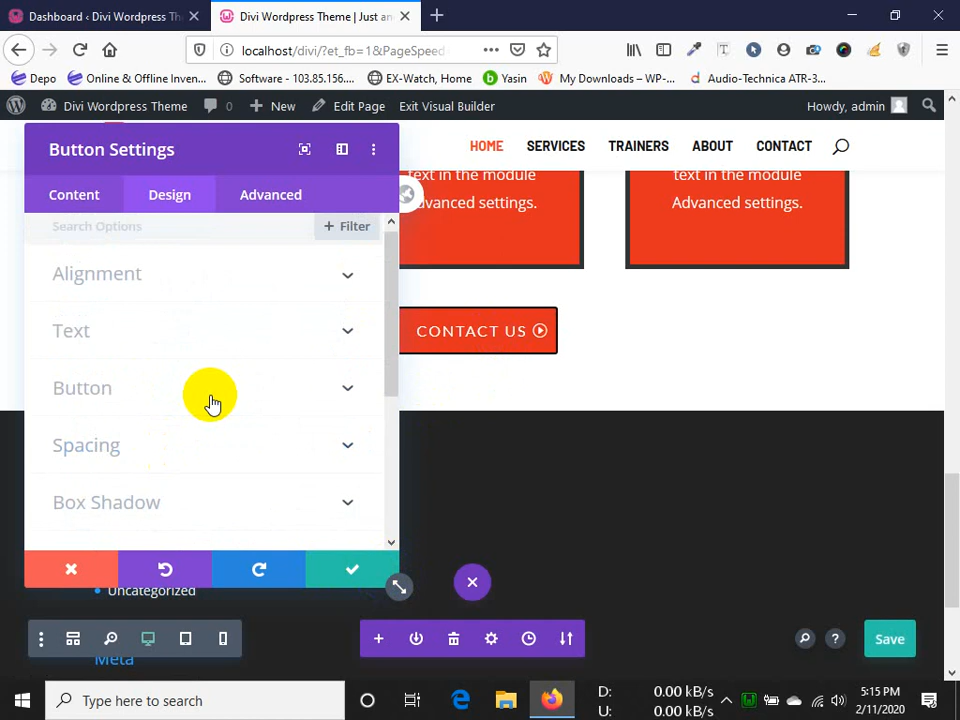 Dashboard ‹ Divi Wordpress Th
Divi Wordpress Theme | Just an
localhost/divi/?et_fb=1&PageSpeed
Depo
Online & Offline Inven...
Software - 103.85.156....
EX-Watch, Home
Yasin
My Downloads – WP-...
Audio-Technica ATR-3...
Divi Wordpress Theme
0
New
Edit Page
Exit Visual Builder
Howdy, admin
Button Settings
HOME
SERVICES
TRAINERS
ABOUT
CONTACT
Content
Design
Advanced
text in the module
Advanced settings.
text in the module
Advanced settings.
Search Options
+ Filter
Alignment
Text
CONTACT US
Button
Spacing
Box Shadow
Uncategorized
Meta
Save
Type here to search
D: 0.00 kB/s
U: 0.00 kB/s
5:15 PM
2/11/2020